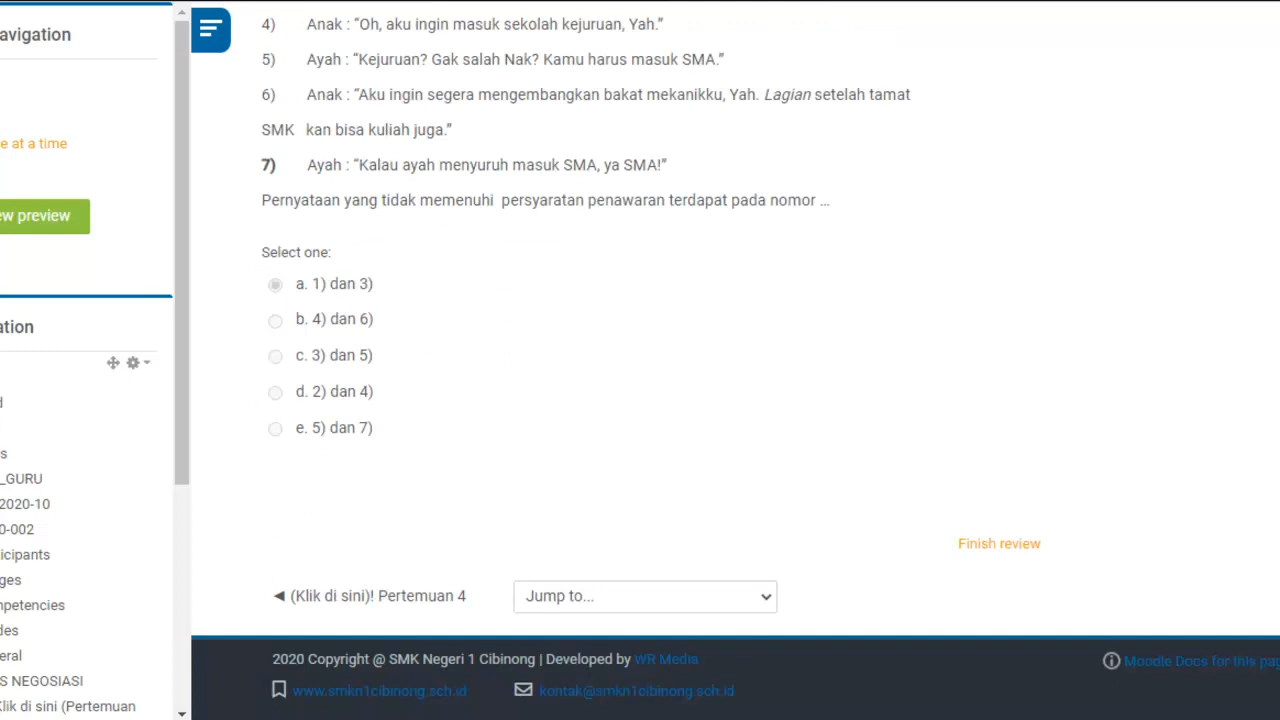 avigation
e at a time
ew preview
ation
d
s
_GURU
2020-10
0-002
icipants
ges
npetencies
des
eral
S NEGOSIASI
Klik di sini (Pertemuan
4) Anak : “Oh, aku ingin masuk sekolah kejuruan, Yah.”
5) Ayah : “Kejuruan? Gak salah Nak? Kamu harus masuk SMA.”
6) Anak : “Aku ingin segera mengembangkan bakat mekanikku, Yah. Lagian setelah tamat
SMK kan bisa kuliah juga.”
7) Ayah : “Kalau ayah menyuruh masuk SMA, ya SMA!”
Pernyataan yang tidak memenuhi persyaratan penawaran terdapat pada nomor ...
Select one:
a. 1) dan 3)
b. 4) dan 6)
c. 3) dan 5)
d. 2) dan 4)
e. 5) dan 7)
Finish review
◄ (Klik di sini)! Pertemuan 4
Jump to...
2020 Copyright @ SMK Negeri 1 Cibinong | Developed by WR Media
Moodle Docs for this pag
www.smkn1cibinong.sch.id
kontak@smkn1cibinong.sch.id